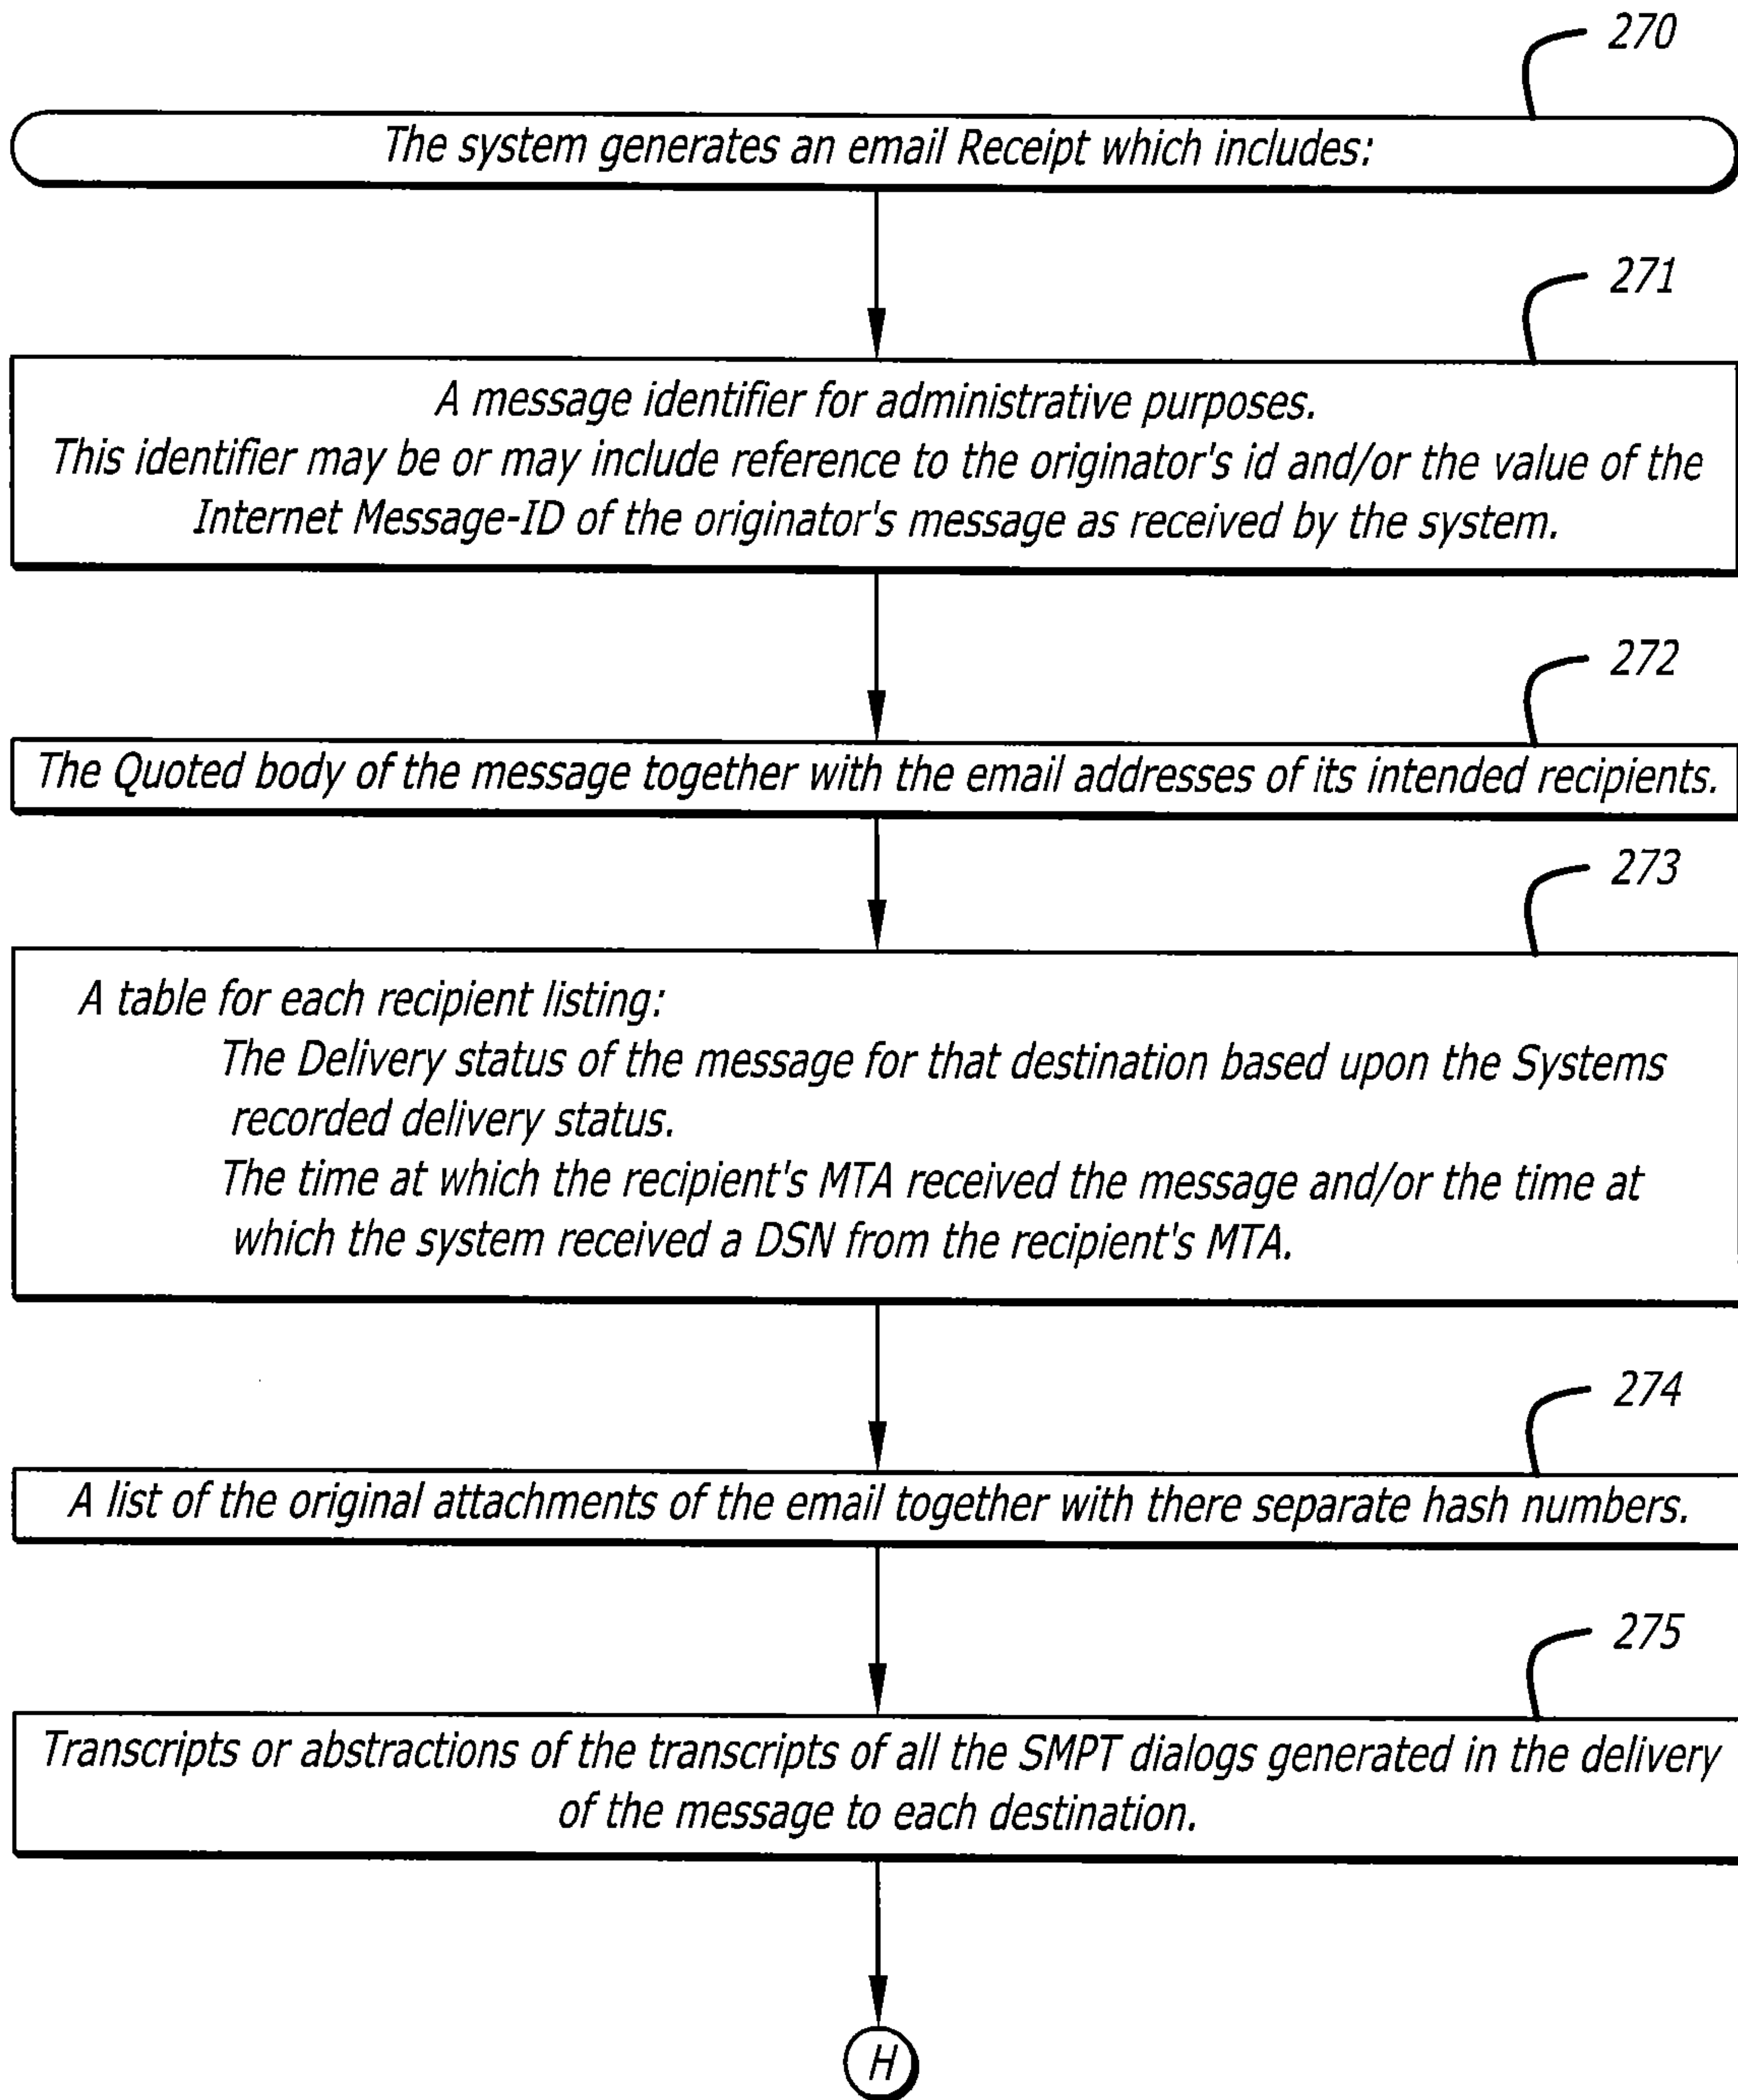 270
The system generates an email Receipt which includes:
271
A message identifier for administrative purposes.
This identifier may be or may include reference to the originator's id and/or the value of the
Internet Message-ID of the originator's message as received by the system.
272
The Quoted body of the message together with the email addresses of its intended recipients.
273
A table for each recipient listing:
The Delivery status of the message for that destination based upon the Systems
recorded delivery status.
The time at which the recipient's MTA received the message and/or the time at
which the system received a DSN from the recipient's MTA.
274
A list of the original attachments of the email together with there separate hash numbers.
275
Transcripts or abstractions of the transcripts of all the SMPT dialogs generated in the delivery
of the message to each destination.
H